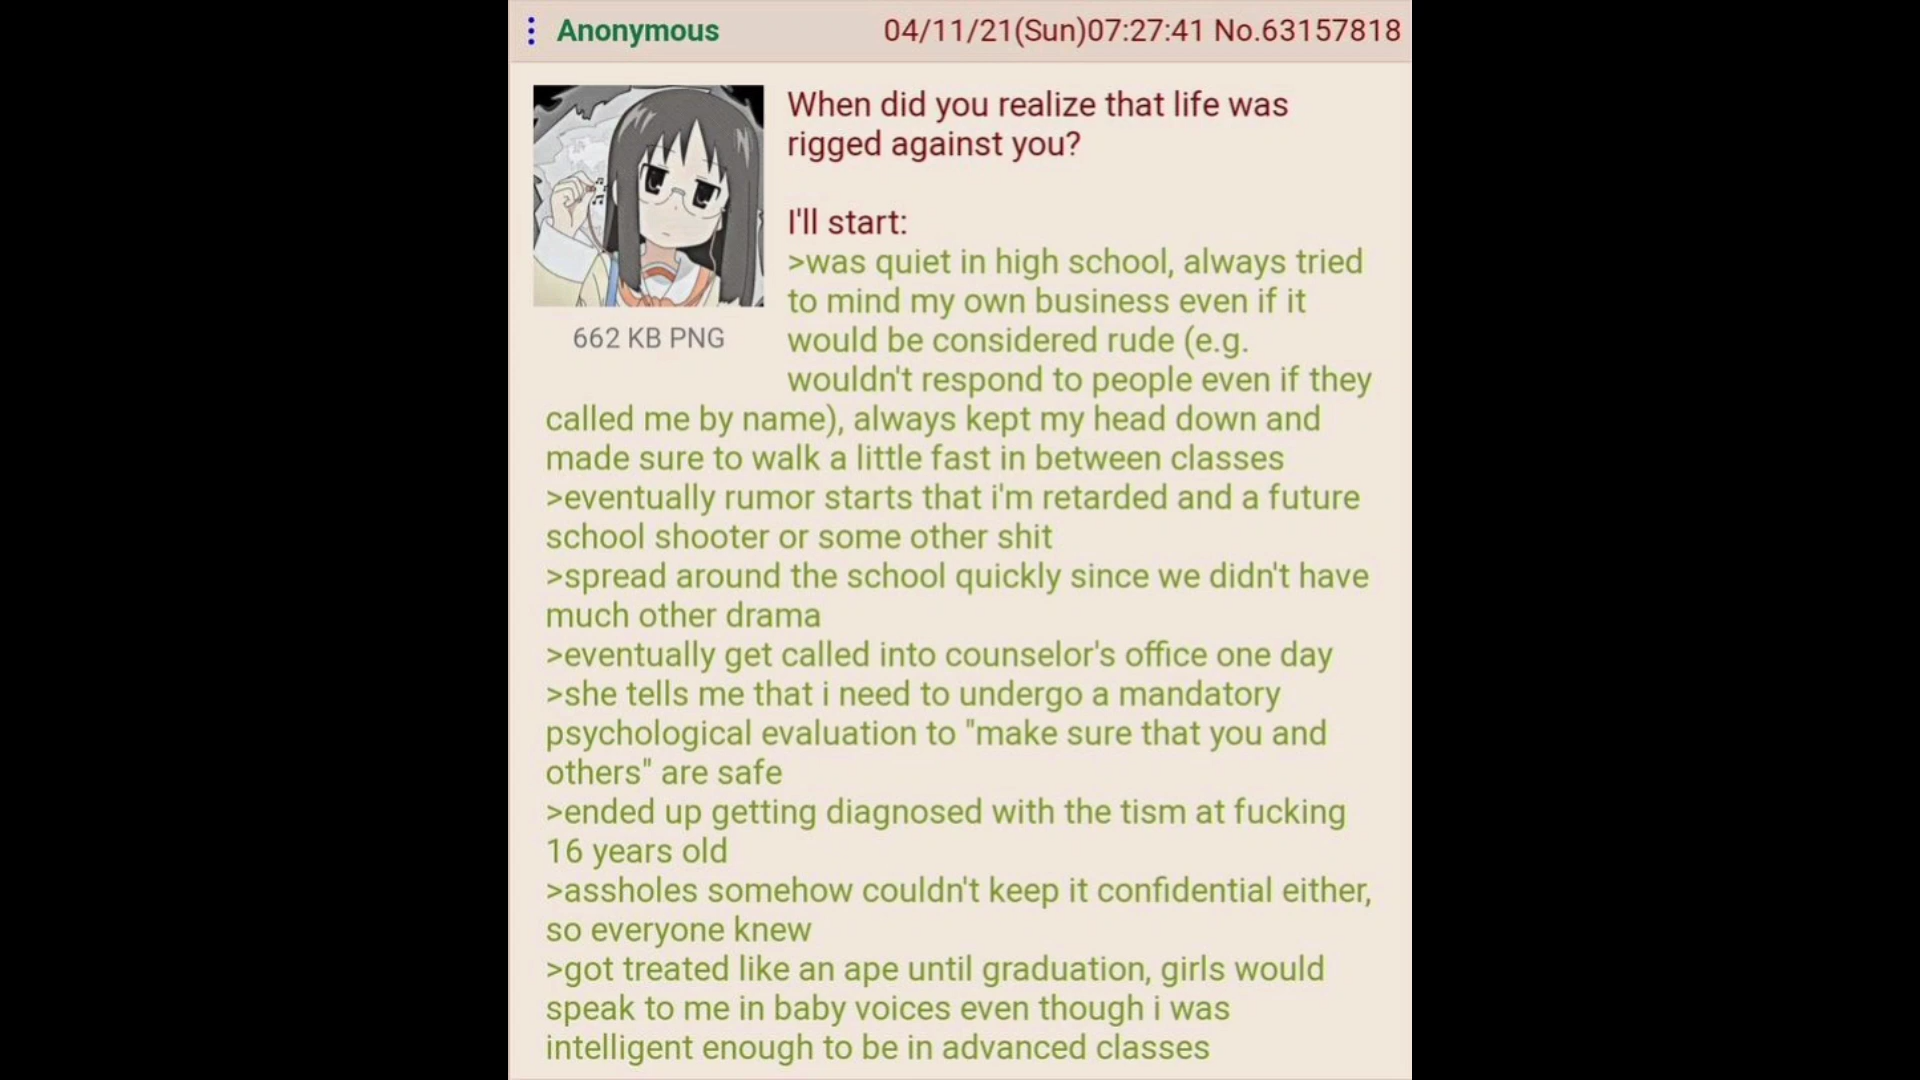 Anonymous 04/11/21(Sun)07:27:41 No.63157818
When did you realize that life was
rigged against you?
I'll start:
>was quiet in high school, always tried
to mind my own business even if it
would be considered rude (e.g.
wouldn't respond to people even if they
662 KB PNG
called me by name), always kept my head down and
made sure to walk a little fast in between classes
>eventually rumor starts that i'm retarded and a future
school shooter or some other shit
>spread around the school quickly since we didn't have
much other drama
>eventually get called into counselor's office one day
>she tells me that i need to undergo a mandatory
psychological evaluation to "make sure that you and
others" are safe
>ended up getting diagnosed with the tism at fucking
16 years old
>assholes somehow couldn't keep it confidential either,
so everyone knew
>got treated like an ape until graduation, girls would
speak to me in baby voices even though i was
intelligent enough to be in advanced classes